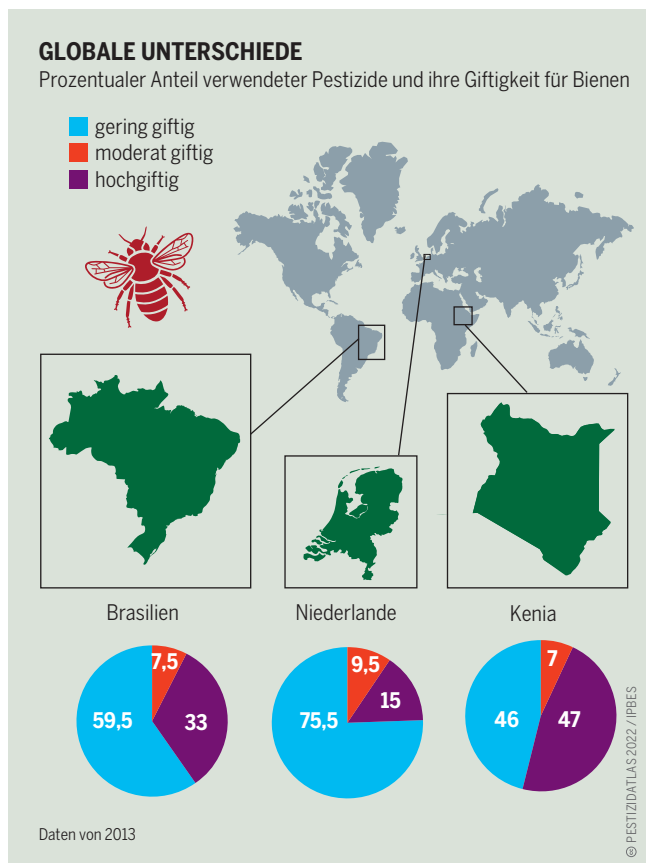 GLOBALE UNTERSCHIEDE
Prozentualer Anteil verwendeter Pestizide und ihre Giftigkeit für Bienen
gering giftig
moderat giftig
hochgiftig
Brasilien
Niederlande
Kenia
7,5
59,5
33
9,5
75,5
15
7
46
47
Daten von 2013
PESTIZIDATLAS 2022 / IPBES